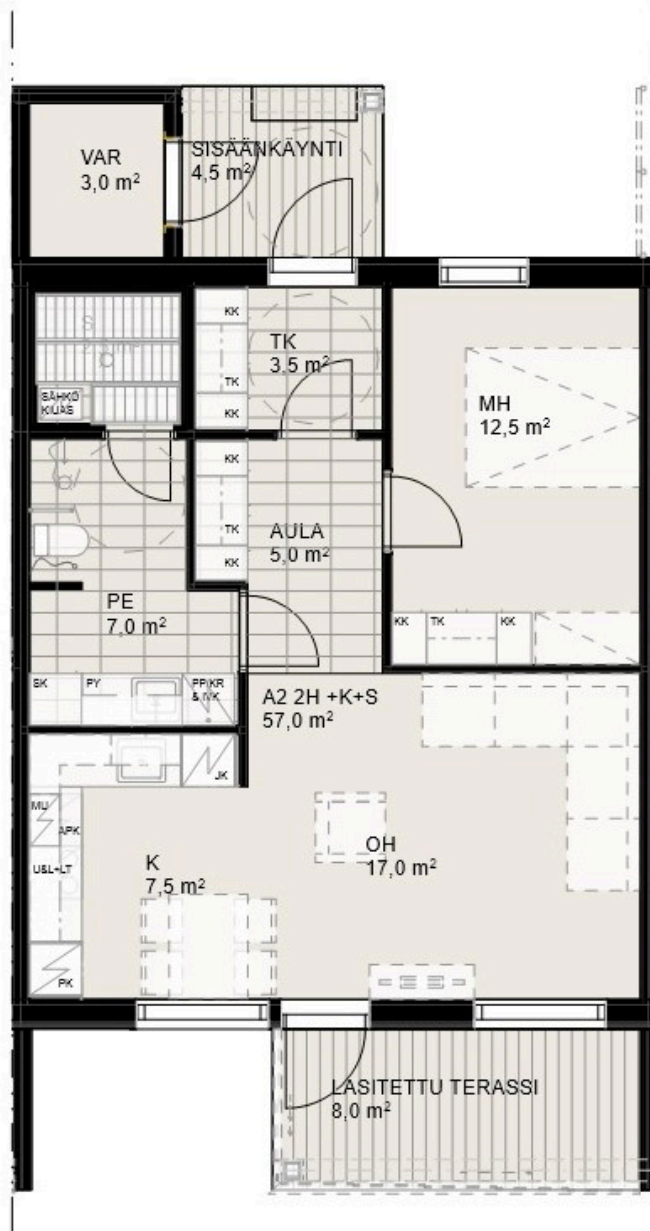 VAR
3,0 m²
SISÄÄNKÄYNTI
4,5 m²
S
KK
TK
KK
TK
3,5 m²
SÄHKÖ
KIUAS
MH
12,5 m²
KK
TK
KK
AULA
5,0 m²
PE
7,0 m²
KK
TK
KK
SK
PY
PP/KR
A2 2H +K+S
57,0 m²
JK
MU
APK
U&L+LT
K
7,5 m²
OH
17,0 m²
PK
LASITETTU TERASSI
8,0 m²